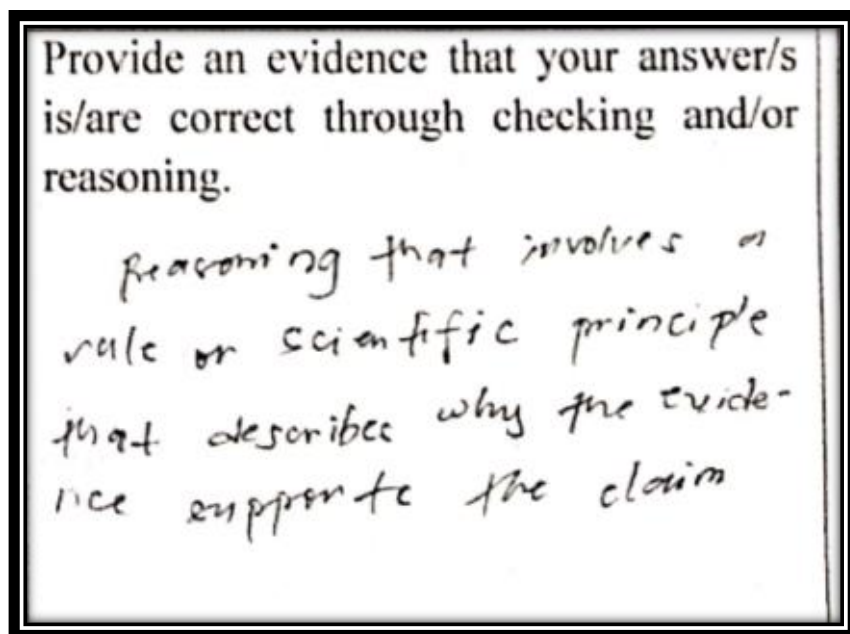 Provide an evidence that your answer/s
is/are correct through checking and/or
reasoning.
Reasoning that involves a
rule or scientific principle
that describes why the evide-
nce supports the claim